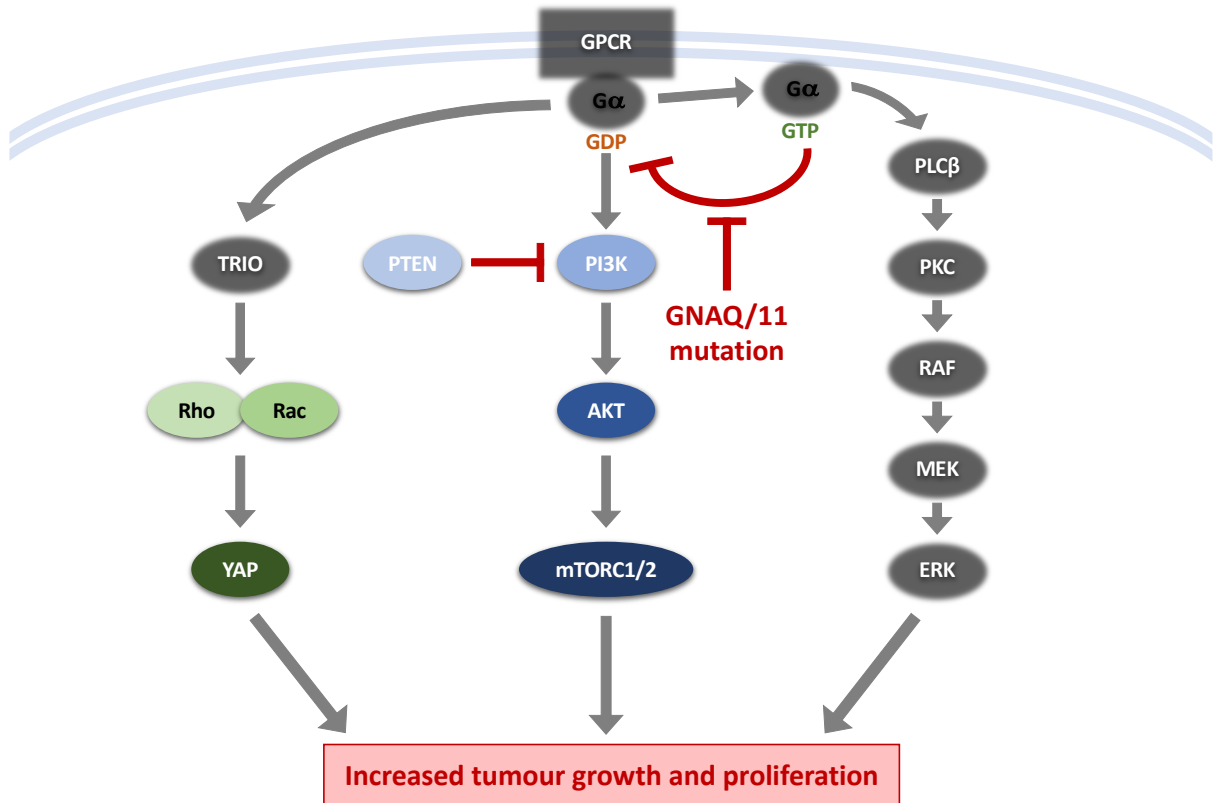 GPCR
Gα
Gα
GDP
GTP
PLCβ
TRIO
PTEN
PI3K
PKC
GNAQ/11
mutation
RAF
Rho
Rac
AKT
MEK
YAP
mTORC1/2
ERK
Increased tumour growth and proliferation